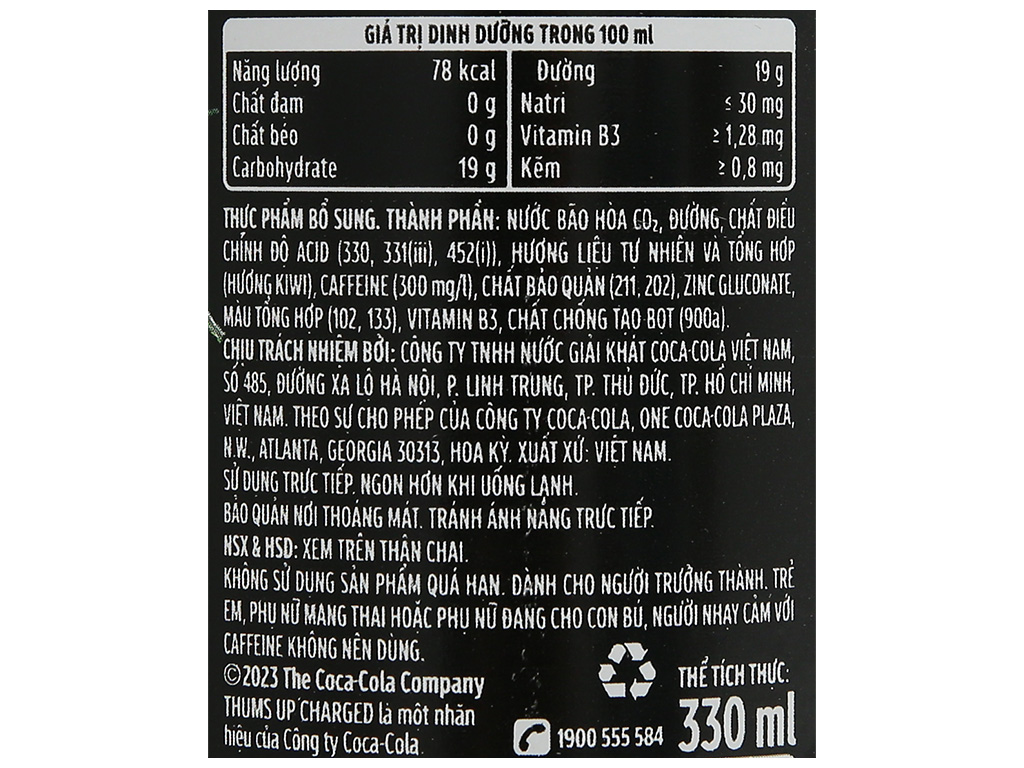 GIÁ TRỊ DINH DƯỠNG TRONG 100 ml
Năng lượng 78 kcal
Chất đạm 0 g
Chất béo 0 g
Carbohydrate 19 g
Đường 19 g
Natri ≤ 30 mg
Vitamin B3 ≥ 1,28 mg
Kẽm ≥ 0,8 mg
THỰC PHẨM BỔ SUNG. THÀNH PHẦN: NƯỚC BÃO HÒA CO₂, ĐƯỜNG, CHẤT ĐIỀU
CHỈNH ĐỘ ACID (330, 331(iii), 452(i)), HƯƠNG LIỆU TỰ NHIÊN VÀ TỔNG HỢP
(HƯƠNG KIWI), CAFFEINE (300 mg/l), CHẤT BẢO QUẢN (211, 202), ZINC GLUCONATE,
MÀU TỔNG HỢP (102, 133), VITAMIN B3, CHẤT CHỐNG TẠO BỌT (900a).
CHỊU TRÁCH NHIỆM BỞI: CÔNG TY TNHH NƯỚC GIẢI KHÁT COCA-COLA VIỆT NAM,
SỐ 485, ĐƯỜNG XA LỘ HÀ NỘI, P. LINH TRUNG, TP. THỦ ĐỨC, TP. HỒ CHÍ MINH,
VIỆT NAM. THEO SỰ CHO PHÉP CỦA CÔNG TY COCA-COLA, ONE COCA-COLA PLAZA,
N.W., ATLANTA, GEORGIA 30313, HOA KỲ. XUẤT XỨ: VIỆT NAM.
SỬ DỤNG TRỰC TIẾP. NGON HƠN KHI UỐNG LẠNH.
BẢO QUẢN NƠI THOÁNG MÁT. TRÁNH ÁNH NẮNG TRỰC TIẾP.
NSX & HSD: XEM TRÊN THÂN CHAI.
KHÔNG SỬ DỤNG SẢN PHẨM QUÁ HẠN. DÀNH CHO NGƯỜI TRƯỞNG THÀNH. TRẺ
EM, PHỤ NỮ MANG THAI HOẶC PHỤ NỮ ĐANG CHO CON BÚ, NGƯỜI NHẠY CẢM VỚI
CAFFEINE KHÔNG NÊN DÙNG.
©2023 The Coca-Cola Company
THUMS UP CHARGED là một nhãn
hiệu của Công ty Coca-Cola.
1900 555 584
THỂ TÍCH THỰC:
330 ml